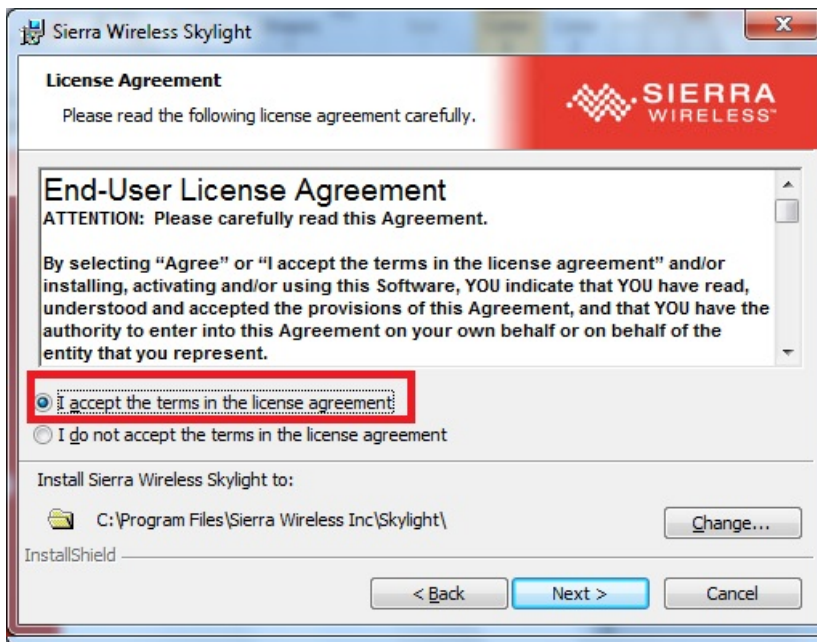 Sierra Wireless Skylight
License Agreement
Please read the following license agreement carefully.
SIERRA
WIRELESS™
End-User License Agreement
ATTENTION:  Please carefully read this Agreement.
By selecting “Agree” or “I accept the terms in the license agreement” and/or
installing, activating and/or using this Software, YOU indicate that YOU have read,
understood and accepted the provisions of this Agreement, and that YOU have the
authority to enter into this Agreement on your own behalf or on behalf of the
entity that you represent.
I accept the terms in the license agreement
I do not accept the terms in the license agreement
Install Sierra Wireless Skylight to:
C:\Program Files\Sierra Wireless Inc\Skylight\
Change...
InstallShield
< Back
Next >
Cancel